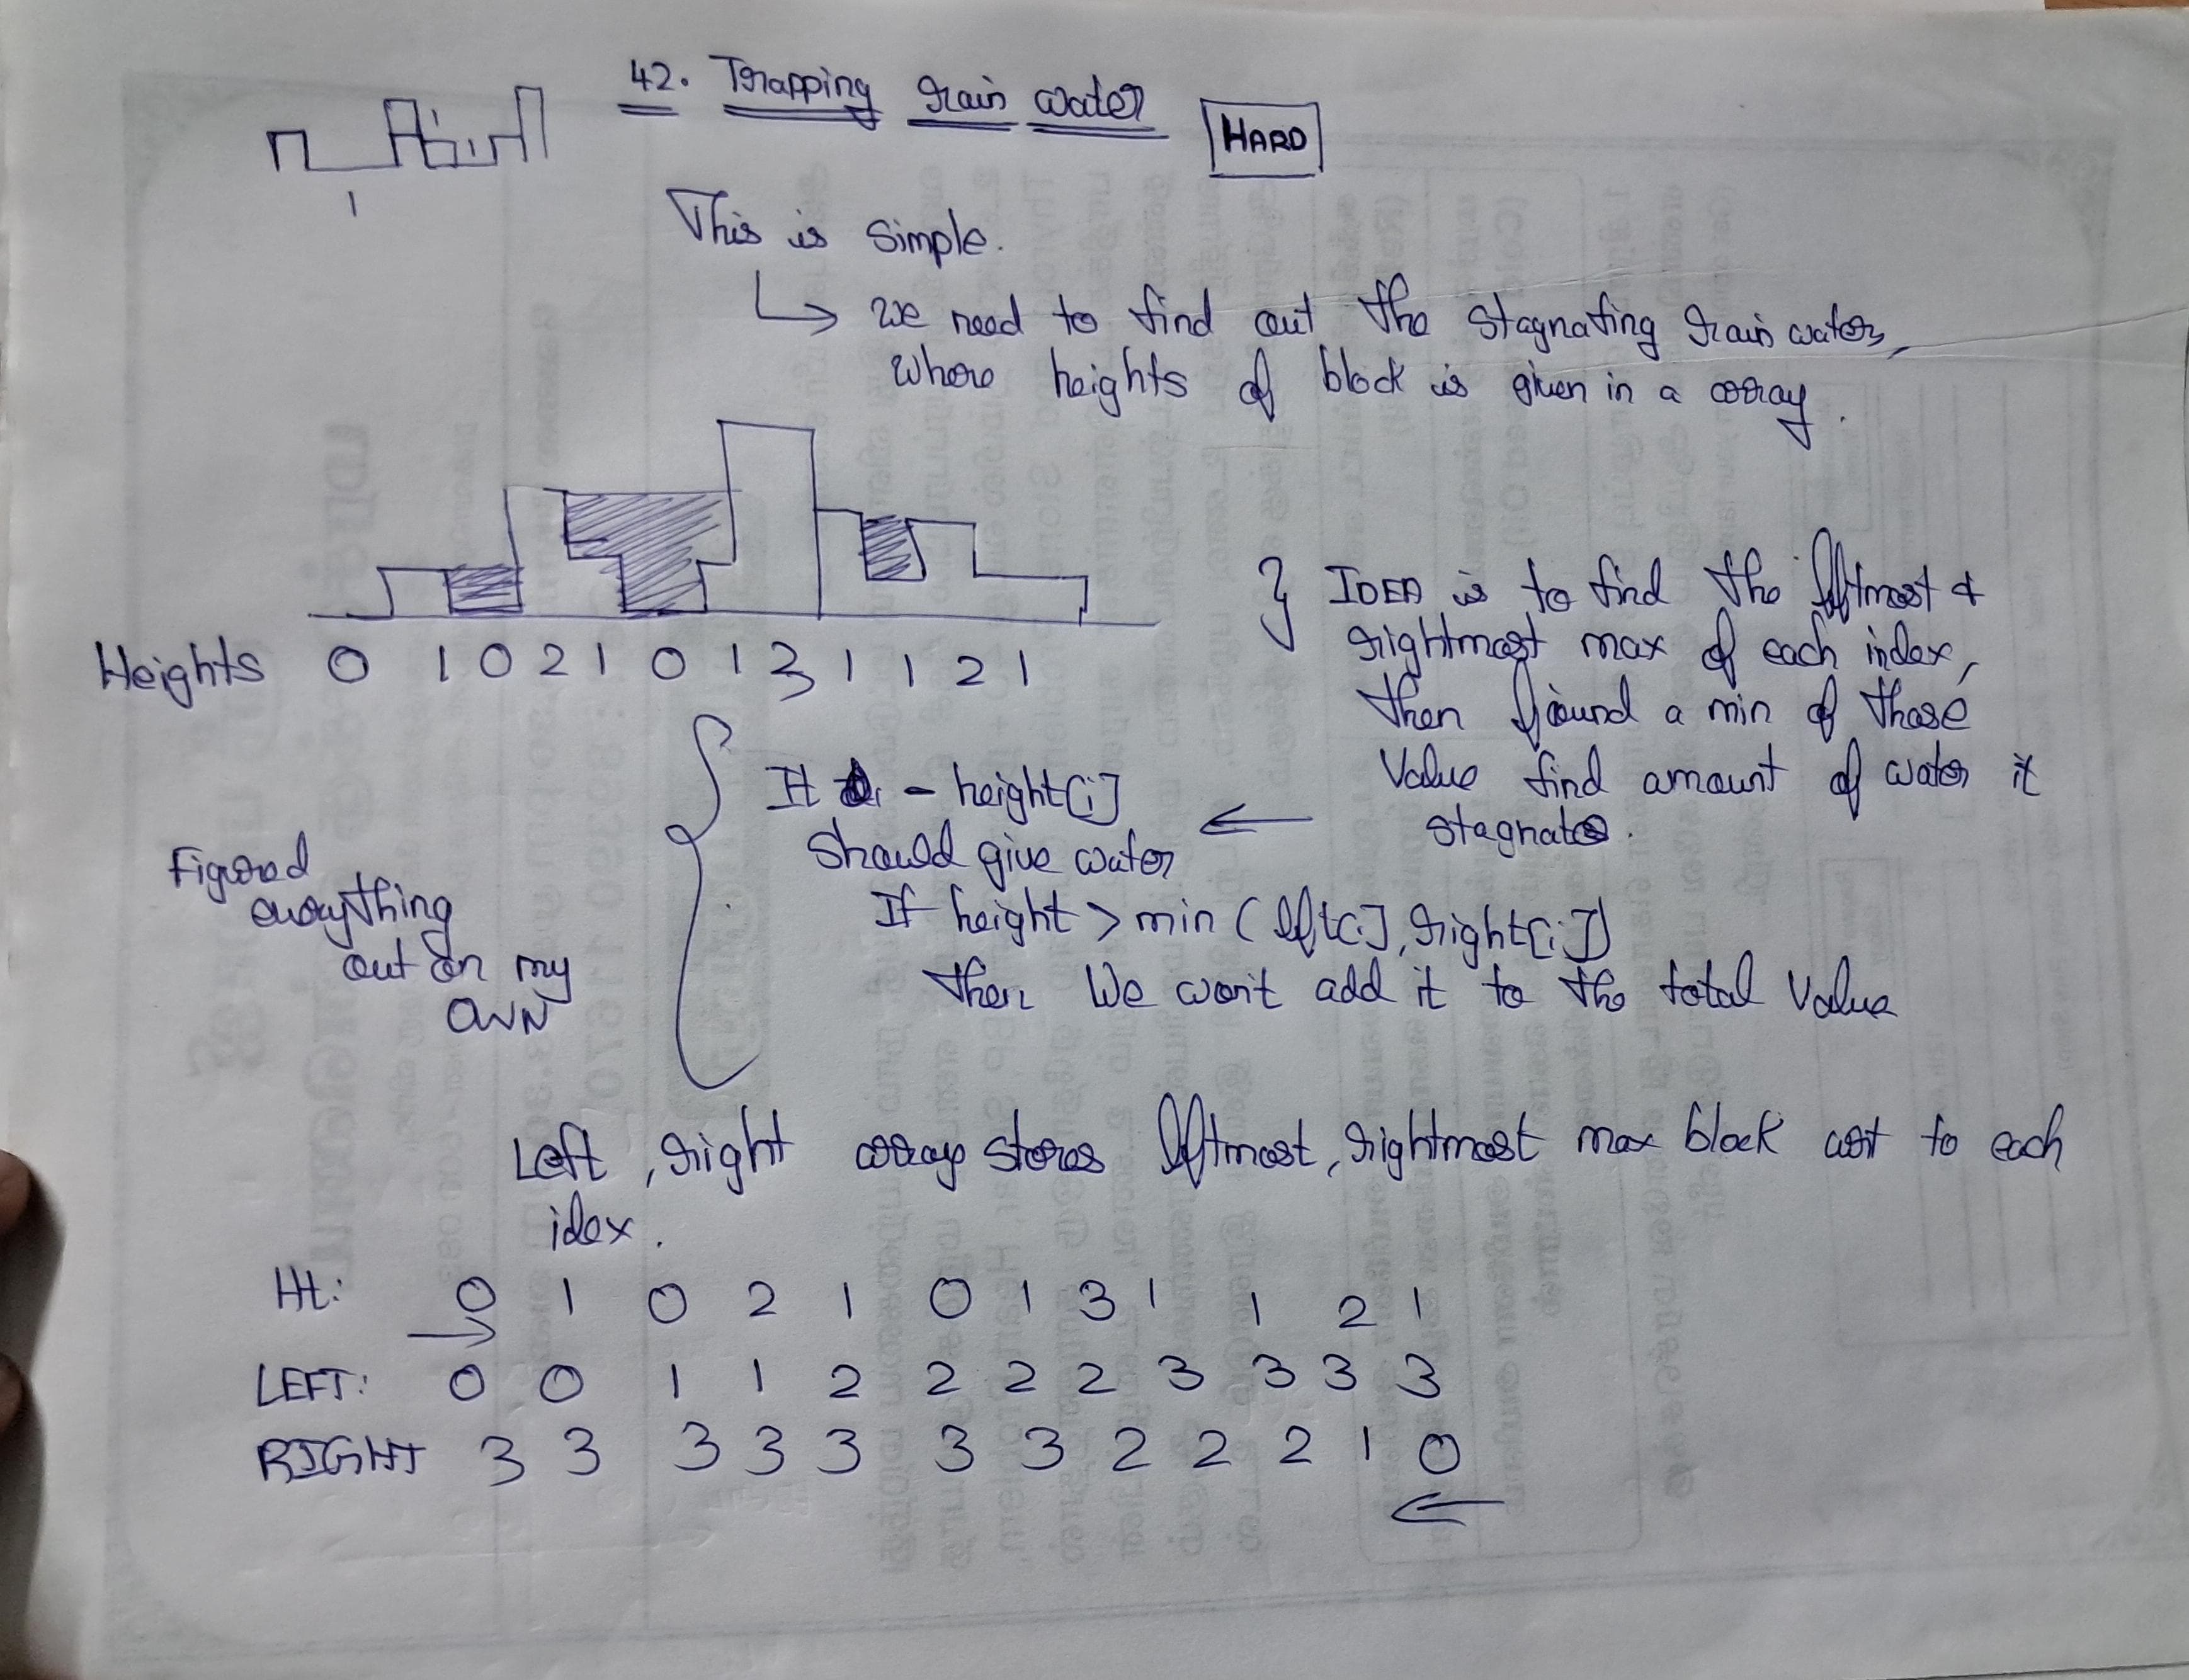 42. Trapping rain water
HARD
This is simple.
↳ we need to find out the stagnating rain water,
where heights of block is given in a array.
Heights 0 1 0 2 1 0 1 3 1 1 2 1
} IDEA is to find the leftmost &
rightmost max of each index,
then found a min of those
value find amount of water it
stagnates.
It - height[i]
should give water
If height > min (left[i], right[i])
then we won't add it to the total value
Figured
everything
out on my
OWN
Left, right array stores leftmost, rightmost max block wrt to each
idex.
Ht: 0 1 0 2 1 0 1 3 1 1 2 1
LEFT: 0 0 1 1 2 2 2 2 3 3 3 3
RIGHT 3 3 3 3 3 3 3 2 2 2 1 0